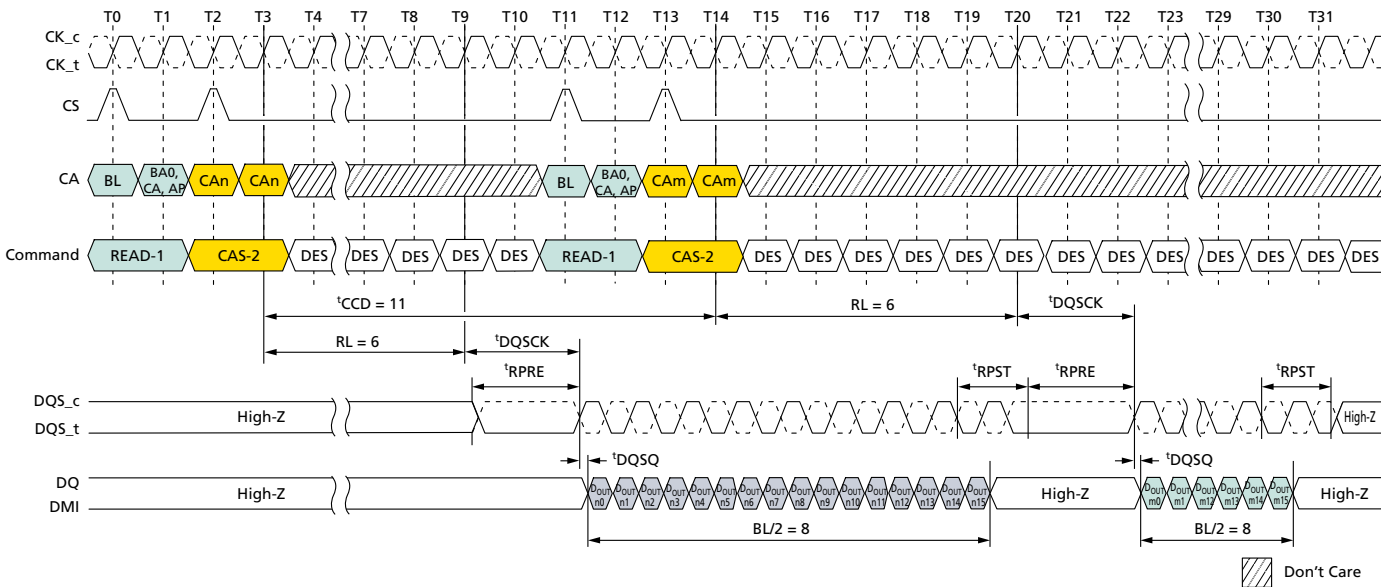 T0 T1 T2 T3 T4 T7 T8 T9 T10 T11 T12 T13 T14 T15 T16 T17 T18 T19 T20 T21 T22 T23 T29 T30 T31
CK_c
CK_t
CS
CA BL BA0, CA, AP CAn CAn BL BA0, CA, AP CAm CAm
Command READ-1 CAS-2 DES DES DES DES DES READ-1 CAS-2 DES DES DES DES DES DES DES DES DES DES DES DES DES
tCCD = 11 RL = 6 tDQSCK
RL = 6 tDQSCK
tRPRE tRPST tRPRE tRPST
DQS_c
DQS_t
High-Z High-Z
tDQSQ tDQSQ
DQ
DMI
High-Z DOUT n0 DOUT n1 DOUT n2 DOUT n3 DOUT n4 DOUT n5 DOUT n6 DOUT n7 DOUT n8 DOUT n9 DOUT n10 DOUT n11 DOUT n12 DOUT n13 DOUT n14 DOUT n15 High-Z DOUT m0 DOUT m1 DOUT m12 DOUT m13 DOUT m14 DOUT m15 High-Z
BL/2 = 8 BL/2 = 8
Don't Care